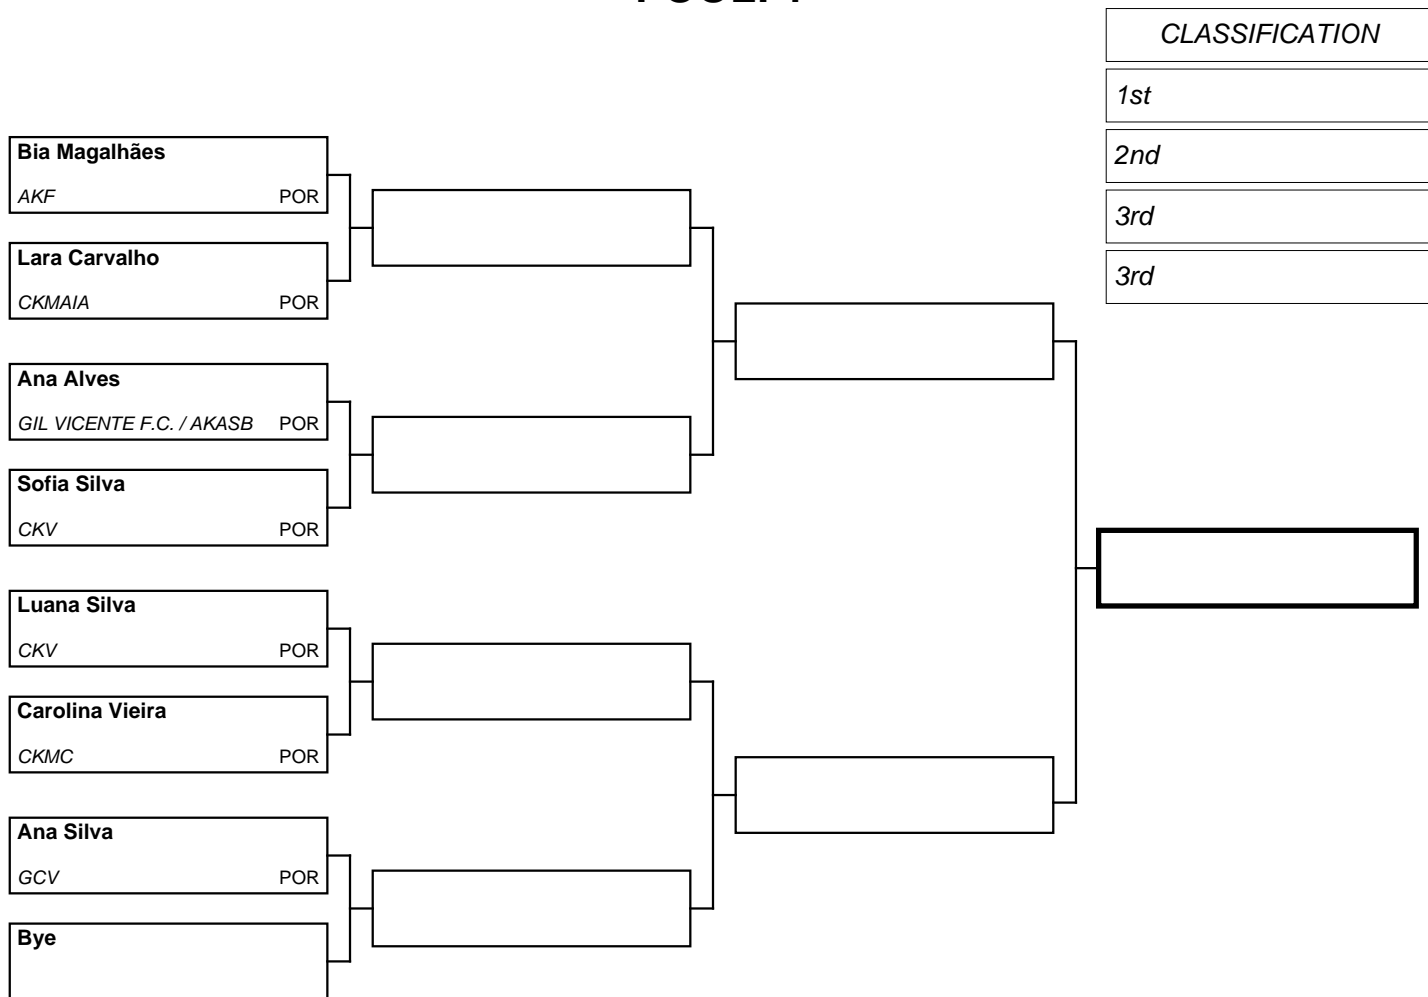 CLASSIFICATION
1st
2nd
3rd
3rd
Bia Magalhães
AKF POR
Lara Carvalho
CKMAIA POR
Ana Alves
GIL VICENTE F.C. / AKASB POR
Sofia Silva
CKV POR
Luana Silva
CKV POR
Carolina Vieira
CKMC POR
Ana Silva
GCV POR
Bye